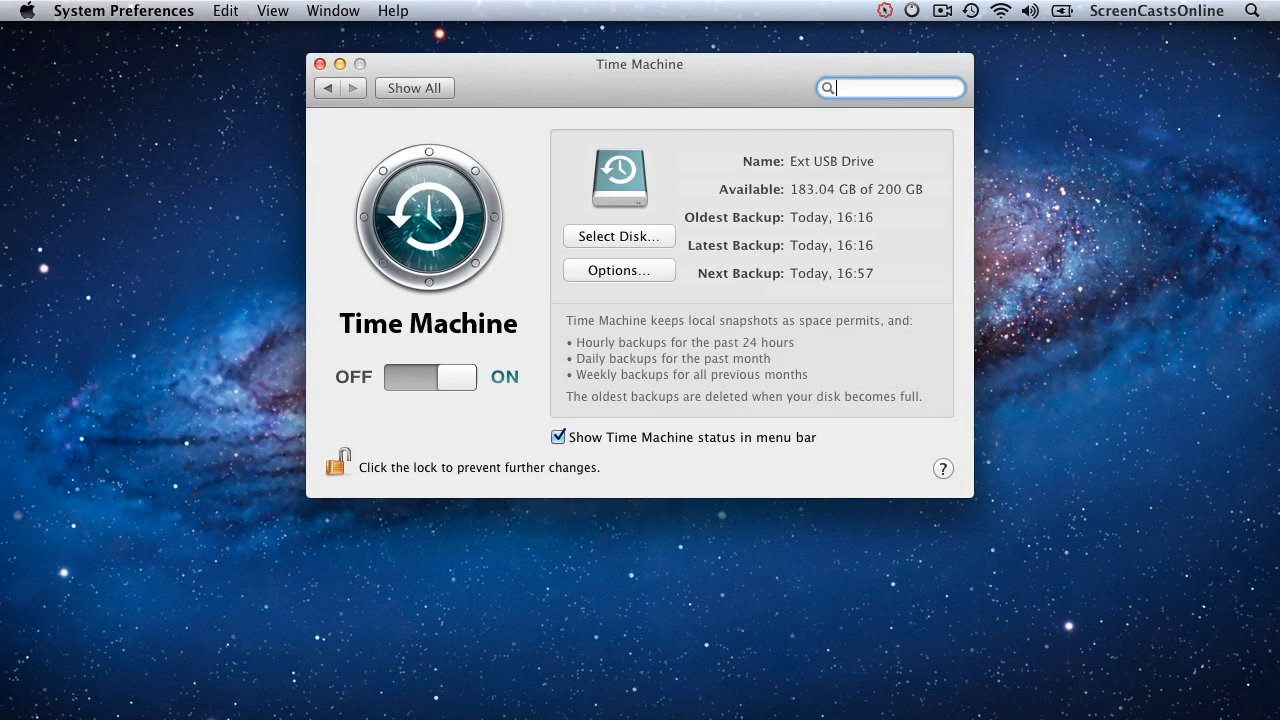 System Preferences Edit View Window Help ScreenCastsOnline
Time Machine
Show All
Name: Ext USB Drive
Available: 183.04 GB of 200 GB
Select Disk...
Oldest Backup: Today, 16:16
Latest Backup: Today, 16:16
Options...
Next Backup: Today, 16:57
Time Machine
OFF ON
Time Machine keeps local snapshots as space permits, and:
• Hourly backups for the past 24 hours
• Daily backups for the past month
• Weekly backups for all previous months
The oldest backups are deleted when your disk becomes full.
Show Time Machine status in menu bar
Click the lock to prevent further changes.
?